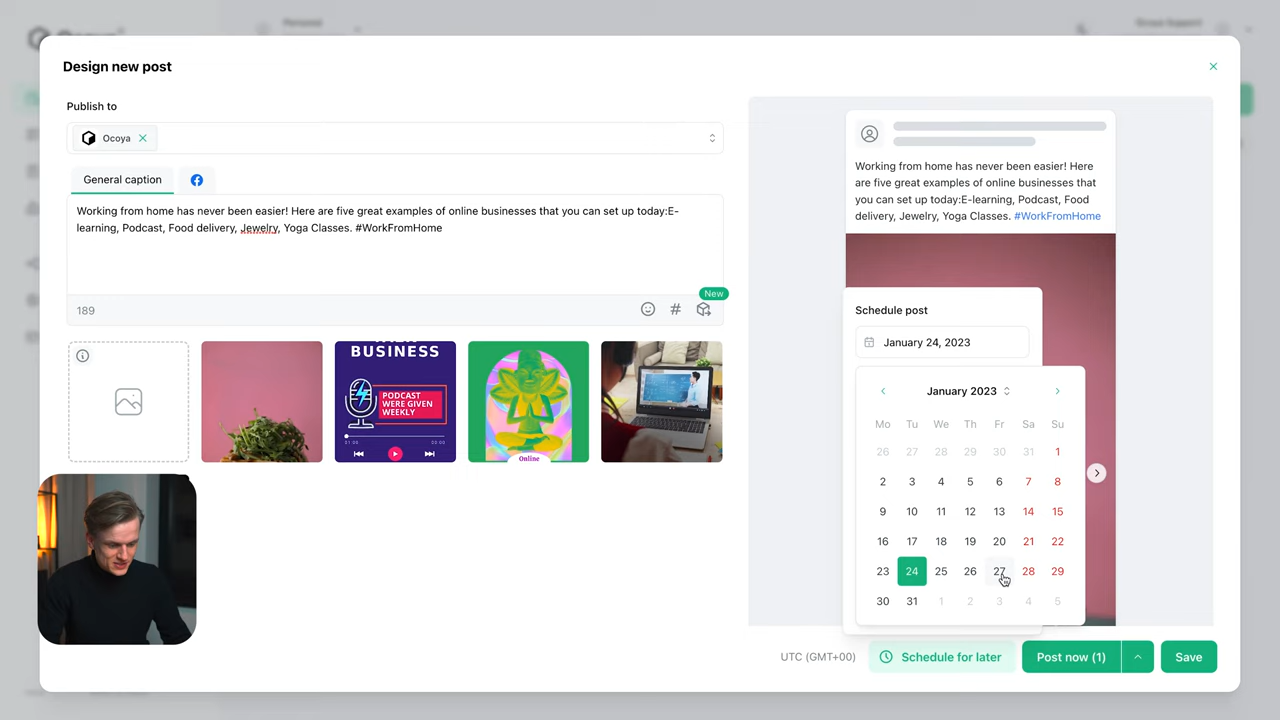 Personal
Design new post
Publish to
Ocoya
General caption
Working from home has never been easier! Here are five great examples of online businesses that you can set up today:E-
learning, Podcast, Food delivery, Jewelry, Yoga Classes. #WorkFromHome
189
New
BUSINESS
PODCAST
WERE GIVEN
WEEKLY
Online
Working from home has never been easier! Here
are five great examples of online businesses that
you can set up today:E-learning, Podcast, Food
delivery, Jewelry, Yoga Classes. #WorkFromHome
Schedule post
January 24, 2023
January 2023
Mo Tu We Th Fr Sa Su
26 27 28 29 30 31 1
2 3 4 5 6 7 8
9 10 11 12 13 14 15
16 17 18 19 20 21 22
23 24 25 26 27 28 29
30 31 1 2 3 4 5
UTC (GMT+00)
Schedule for later
Post now (1)
Save